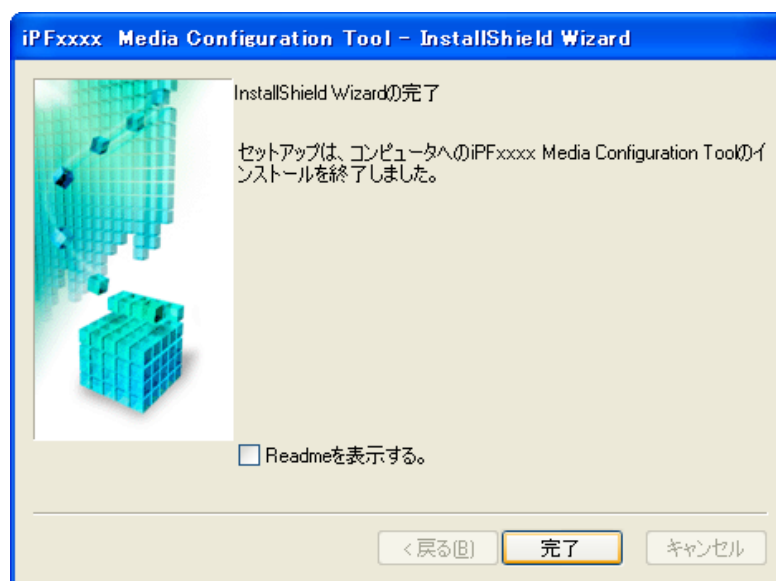 iPFxxxx Media Configuration Tool - InstallShield Wizard
InstallShield Wizardの完了
セットアップは、コンピュータへのiPFxxxx Media Configuration Toolのイ
ンストールを終了しました。
Readmeを表示する。
< 戻る(B)
完了
キャンセル